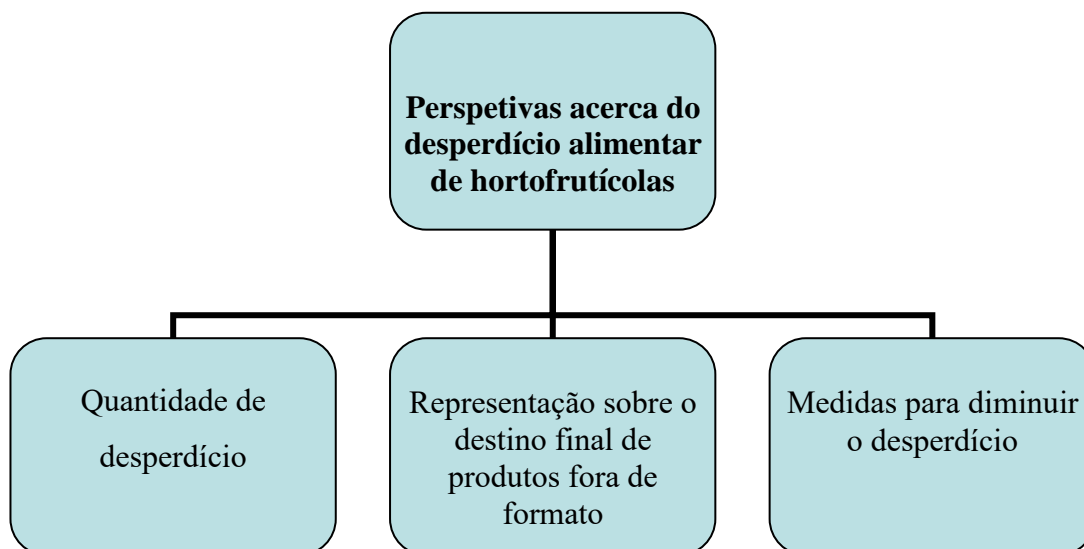 Perspetivas acerca do
desperdício alimentar
de hortofrutícolas
Quantidade de
desperdício
Representação sobre o
destino final de
produtos fora de
formato
Medidas para diminuir
o desperdício